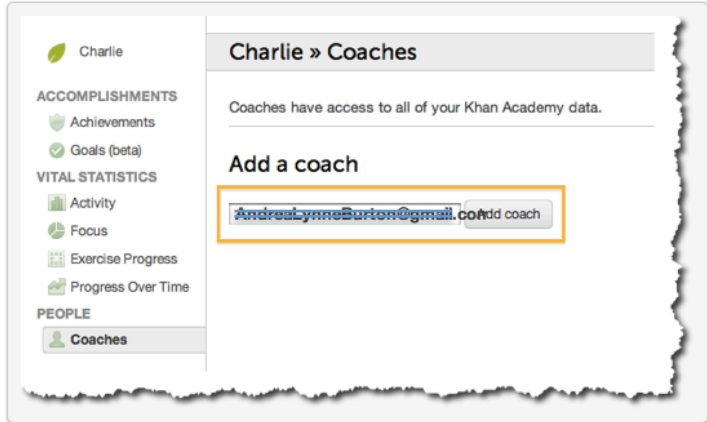 Charlie
Charlie » Coaches
ACCOMPLISHMENTS
Achievements
Goals (beta)
VITAL STATISTICS
Activity
Focus
Exercise Progress
Progress Over Time
PEOPLE
Coaches
Coaches have access to all of your Khan Academy data.
Add a coach
AndreaLynneBurton@gmail.com
Add coach